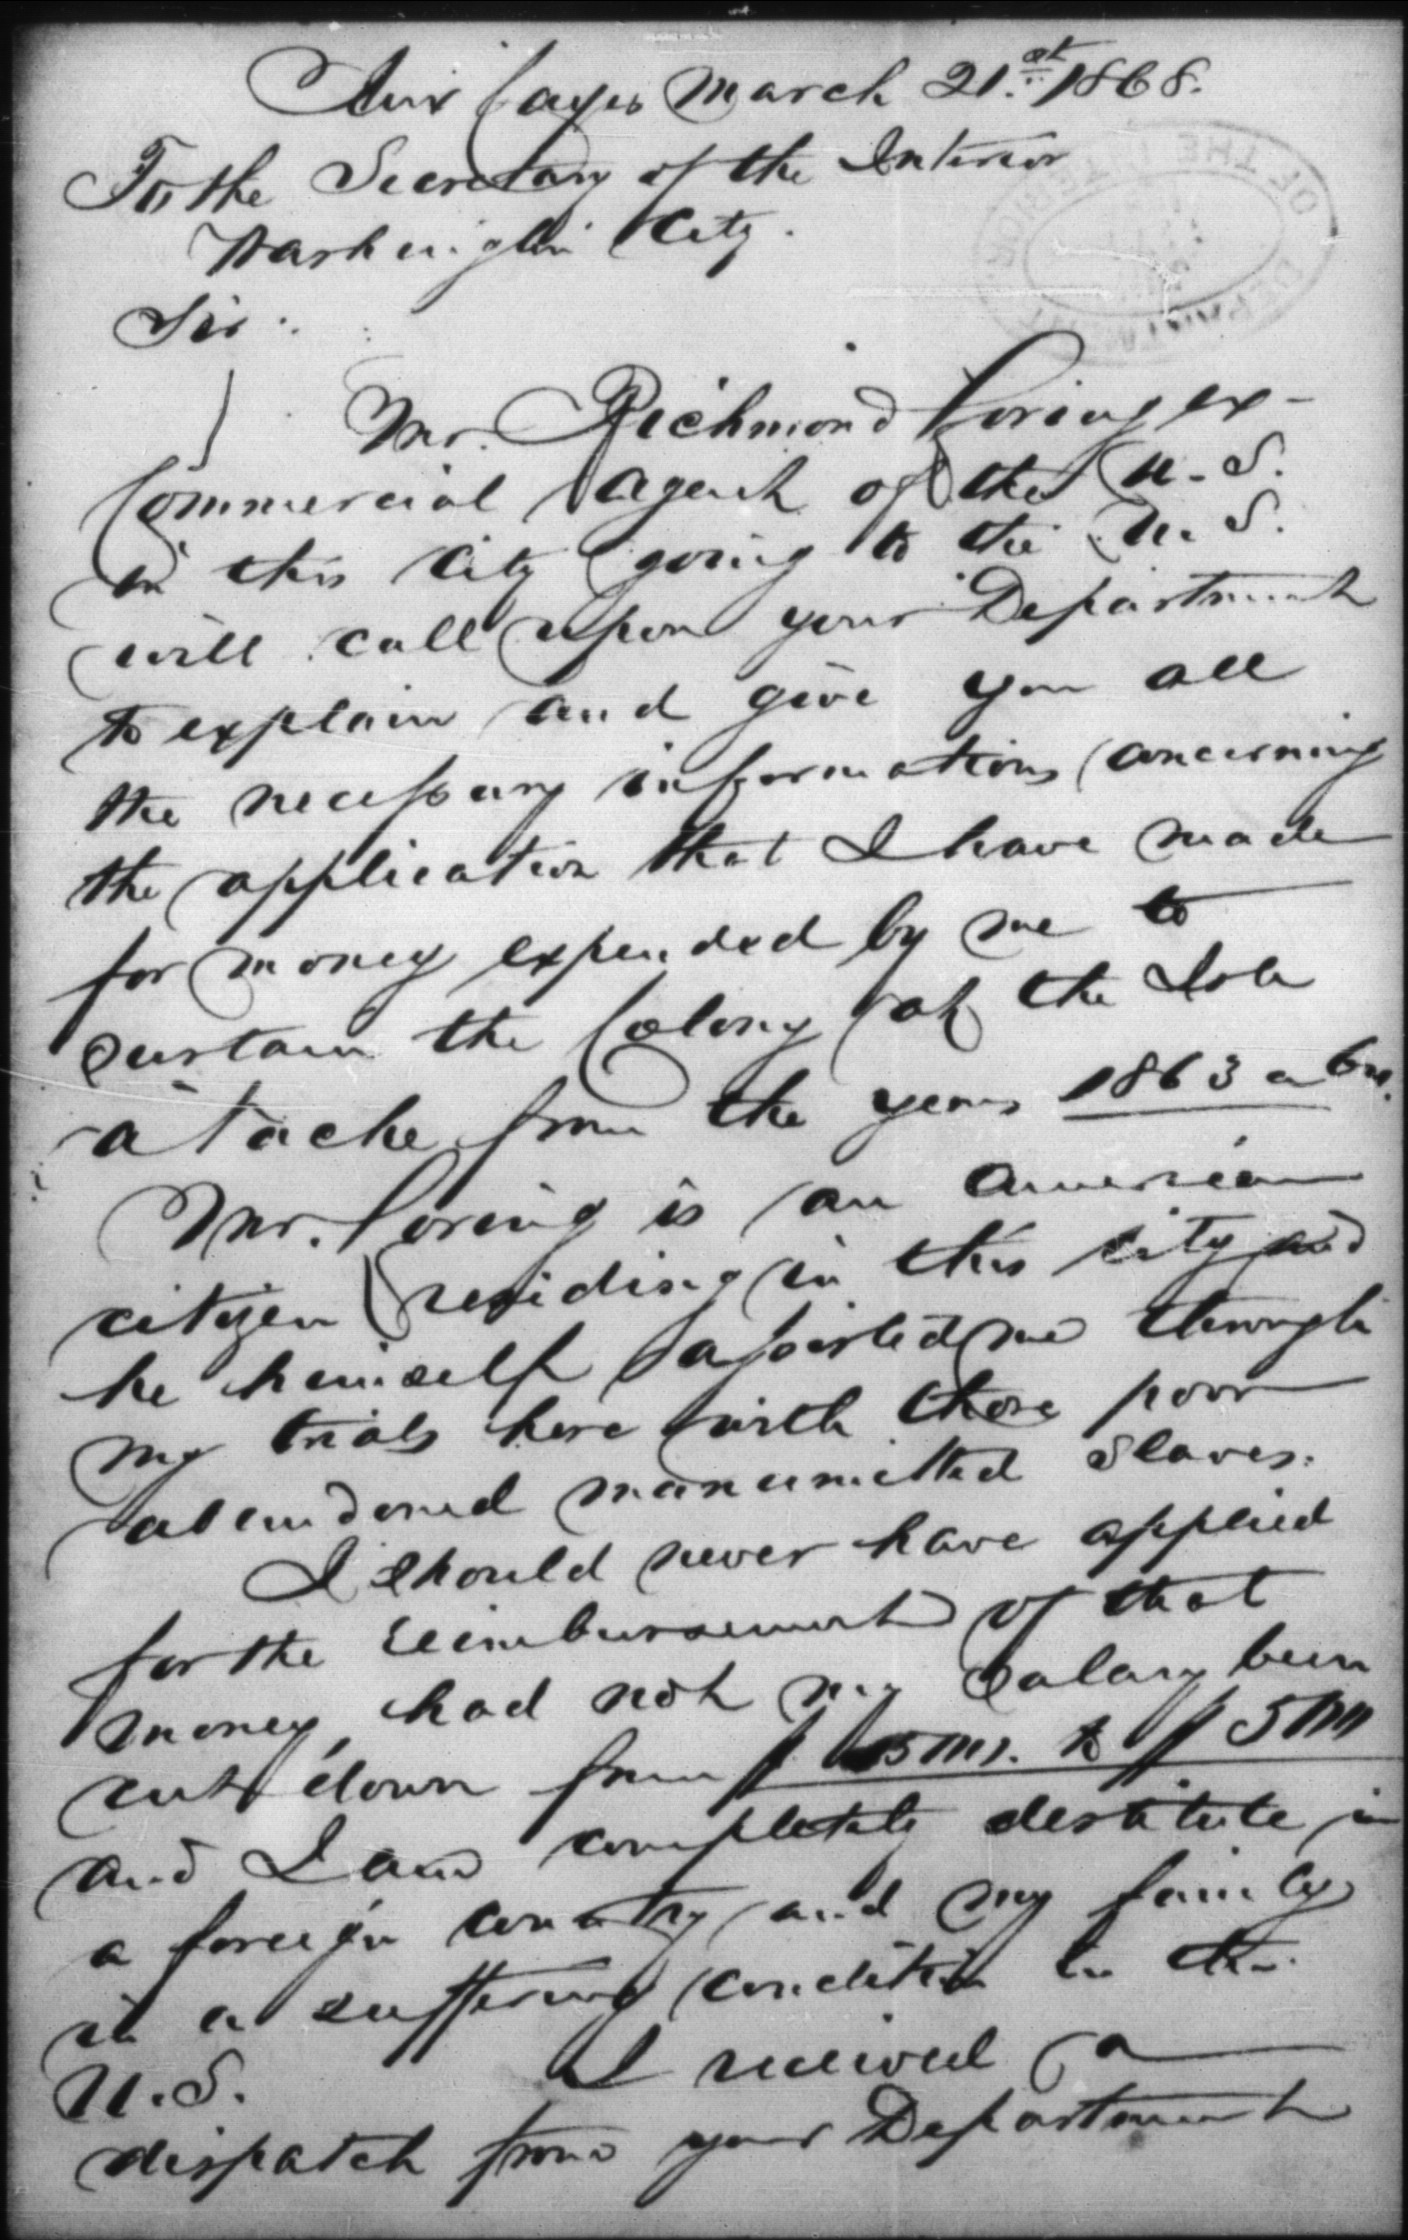 Aux Cayes March 21.st 1868.
To the Secretary of the Interior
Washington City.
Sir:
Mr. Richmond Loring ex-
Commercial Agent of the U.S.
in this City going to the U.S.
will call upon your Department
to explain and give you all
the necessary informations concerning
the application that I have made
for money expended by me to
sustain the Colony at the Isle
a Vache from the years 1863 a 64.
Mr. Loring is an American
citizen residing in this city and
he himself assisted me through
my trials here with those poor
abandoned manumitted slaves.
I should never have applied
for the reimbursement of that
money, had not my salary been
cut down from $ to $ 500
and I am completely destitute in
a foreign country and my family
in a suffering condition in the
U.S. I received a
dispatch from your Department
OF THE INTERIOR
DEPARTMENT